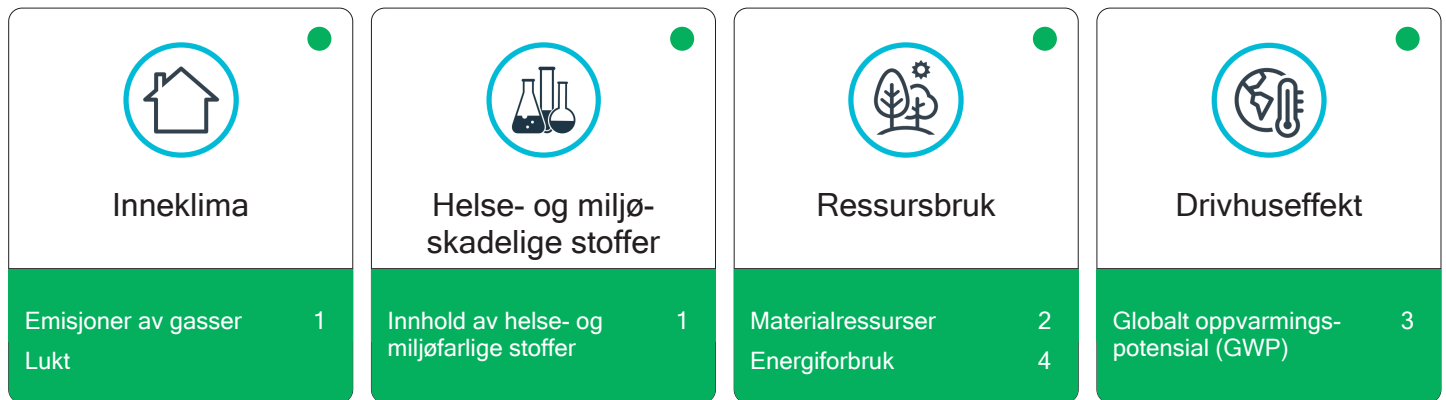 Inneklima
Emisjoner av gasser 1
Lukt
Helse- og miljø-
skadelige stoffer
Innhold av helse- og 1
miljøfarlige stoffer
Ressursbruk
Materialressurser 2
Energiforbruk 4
Drivhuseffekt
Globalt oppvarmings- 3
potensial (GWP)